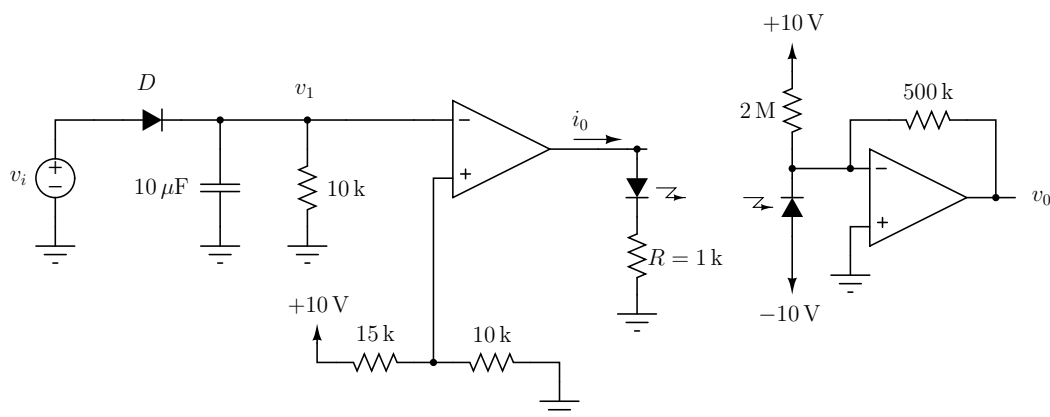 +10 V
D
v₁
500 k
i₀
2 M
−
−
vᵢ
+
−
10 μF
10 k
+
+
v₀
R = 1 k
+10 V
−10 V
15 k
10 k